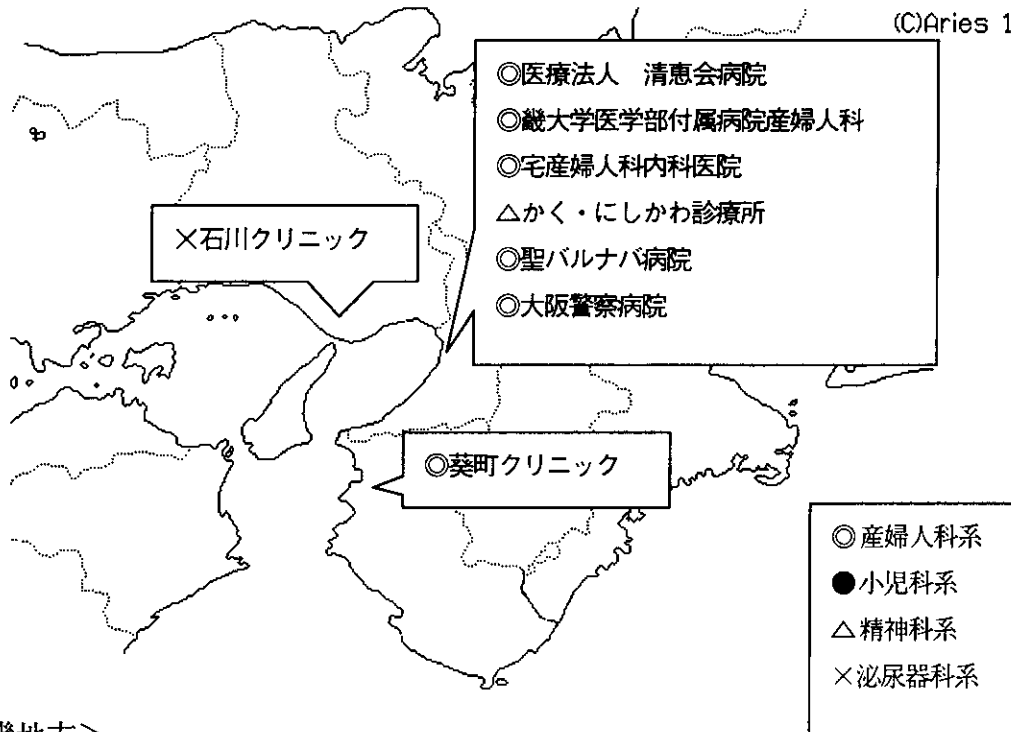 (C)Aries 1
◎医療法人　清恵会病院
◎畿大学医学部付属病院産婦人科
◎宅産婦人科内科医院
△かく・にしかわ診療所
◎聖バルナバ病院
◎大阪警察病院
×石川クリニック
◎葵町クリニック
◎産婦人科系
●小児科系
△精神科系
×泌尿器科系
畿地方＞